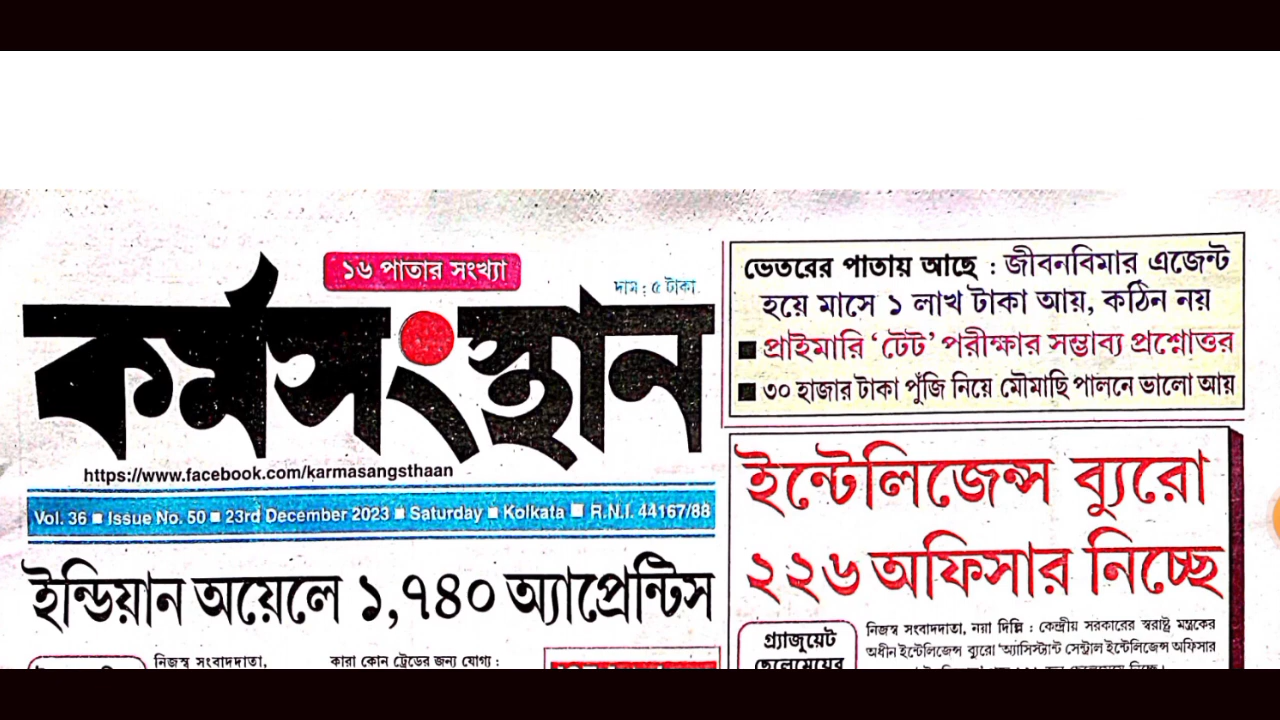 ১৬ পাতার সংখ্যা
দাম : ৫ টাকা
কর্মসংস্থান
https://www.facebook.com/karmasangsthaan
Vol. 36 ■ Issue No. 50 ■ 23rd December 2023 ■ Saturday ■ Kolkata ■ R.N.I. 44167/88
ইন্ডিয়ান অয়েলে ১,৭৪০ অ্যাপ্রেন্টিস
নিজস্ব সংবাদদাতা,
কারা কোন ট্রেডের জন্য যোগ্য :
ভেতরের পাতায় আছে : জীবনবিমার এজেন্ট
হয়ে মাসে ১ লাখ টাকা আয়, কঠিন নয়
■ প্রাইমারি ‘টেট’ পরীক্ষার সম্ভাব্য প্রশ্নোত্তর
■ ৩০ হাজার টাকা পুঁজি নিয়ে মৌমাছি পালনে ভালো আয়
ইন্টেলিজেন্স ব্যুরো
২২৬ অফিসার নিচ্ছে
গ্র্যাজুয়েট
ছেলেমেয়ের
নিজস্ব সংবাদদাতা, নয়া দিল্লি : কেন্দ্রীয় সরকারের স্বরাষ্ট্র মন্ত্রকের
অধীন ইন্টেলিজেন্স ব্যুরো ‘অ্যাসিস্ট্যান্ট সেন্ট্রাল ইন্টেলিজেন্স অফিসার